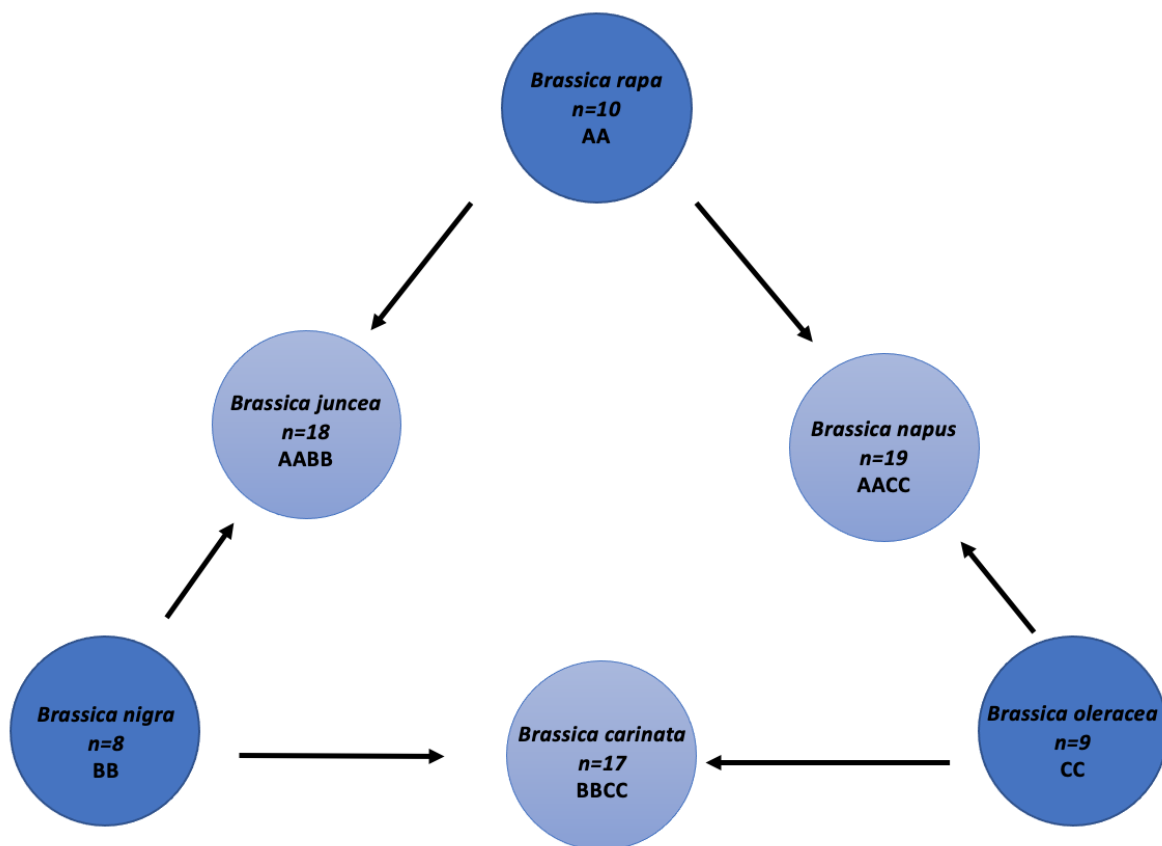 Brassica rapa
n=10
AA
Brassica juncea
n=18
AABB
Brassica napus
n=19
AACC
Brassica nigra
n=8
BB
Brassica carinata
n=17
BBCC
Brassica oleracea
n=9
CC